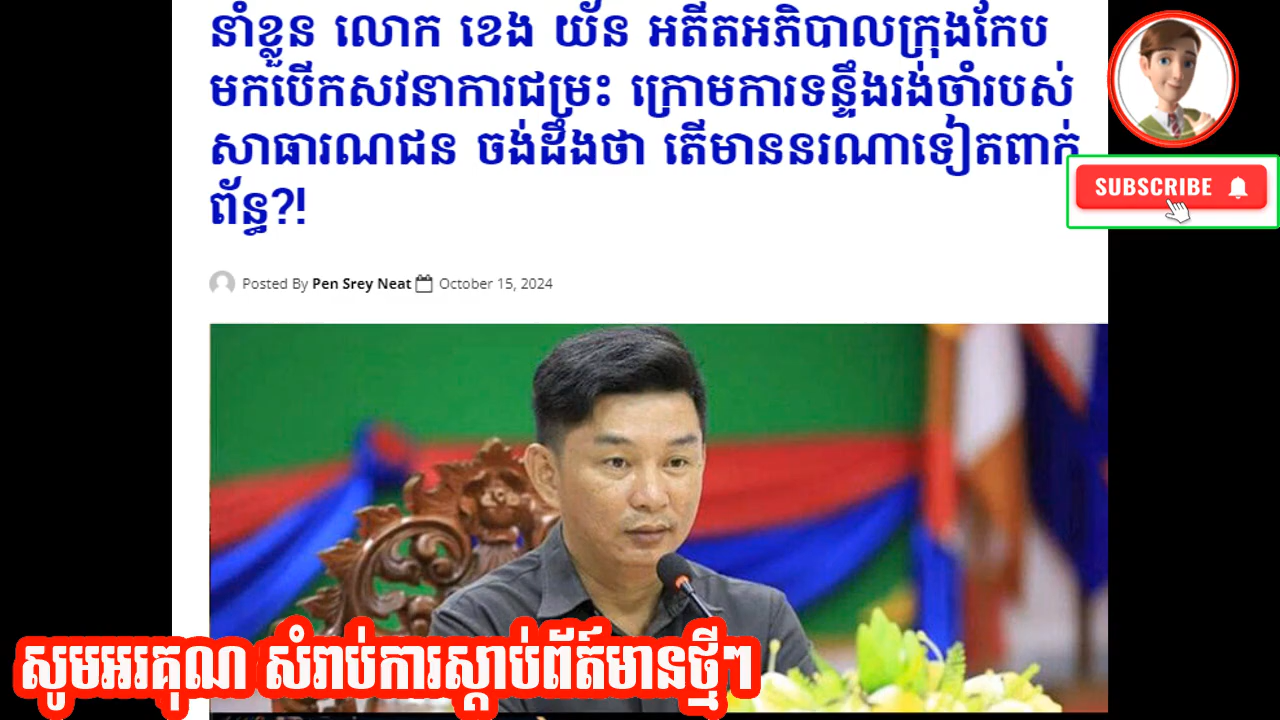 នាំខ្លួន លោក ខេង យ័ន អតីតអភិបាលក្រុងកែប
មកបើកសវនាការជម្រះ ក្រោមការទន្ទឹងរង់ចាំរបស់
សាធារណជន ចង់ដឹងថា តើមាននរណាទៀតពាក់
ព័ន្ធ?!
SUBSCRIBE
Posted By Pen Srey Neat October 15, 2024
សូមអរគុណ សំរាប់ការស្ដាប់ព័ត៌មានថ្មីៗ